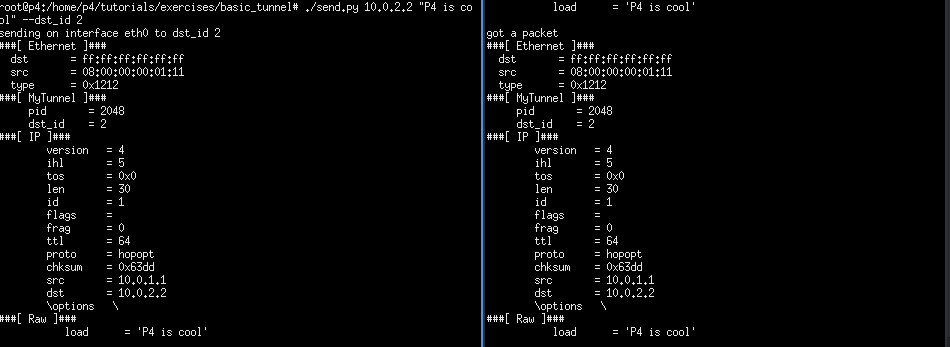 root@p4:/home/p4/tutorials/exercises/basic_tunnel# ./send.py 10.0.2.2 "P4 is co
ol" --dst_id 2
sending on interface eth0 to dst_id 2
###[ Ethernet ]###
  dst       = ff:ff:ff:ff:ff:ff
  src       = 08:00:00:00:01:11
  type      = 0x1212
###[ MyTunnel ]###
     pid       = 2048
     dst_id    = 2
###[ IP ]###
        version   = 4
        ihl       = 5
        tos       = 0x0
        len       = 30
        id        = 1
        flags     =
        frag      = 0
        ttl       = 64
        proto     = hopopt
        chksum    = 0x63dd
        src       = 10.0.1.1
        dst       = 10.0.2.2
        \options   \
###[ Raw ]###
           load      = 'P4 is cool'
           load      = 'P4 is cool'
got a packet
###[ Ethernet ]###
  dst       = ff:ff:ff:ff:ff:ff
  src       = 08:00:00:00:01:11
  type      = 0x1212
###[ MyTunnel ]###
     pid       = 2048
     dst_id    = 2
###[ IP ]###
        version   = 4
        ihl       = 5
        tos       = 0x0
        len       = 30
        id        = 1
        flags     =
        frag      = 0
        ttl       = 64
        proto     = hopopt
        chksum    = 0x63dd
        src       = 10.0.1.1
        dst       = 10.0.2.2
        \options   \
###[ Raw ]###
           load      = 'P4 is cool'